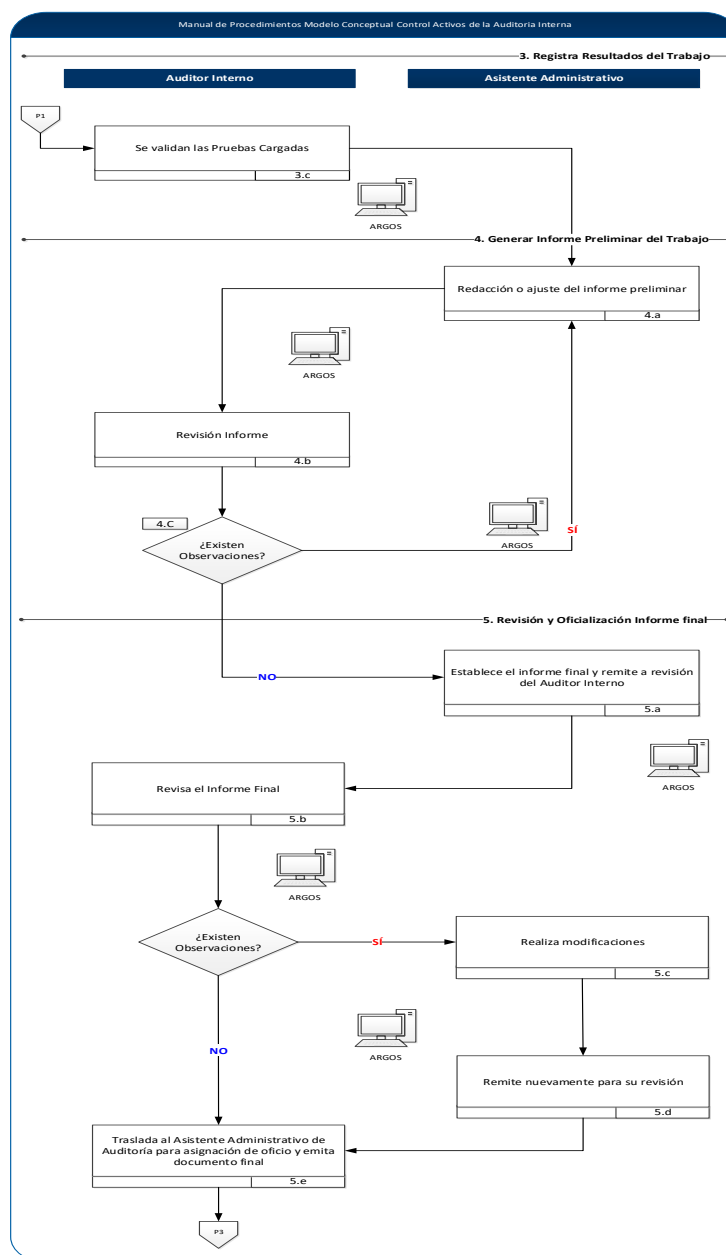 Manual de Procedimientos Modelo Conceptual Control Activos de la Auditoria Interna
3. Registra Resultados del Trabajo
Auditor Interno
Asistente Administrativo
P1
Se validan las Pruebas Cargadas
3.c
ARGOS
4. Generar Informe Preliminar del Trabajo
Redacción o ajuste del informe preliminar
4.a
ARGOS
Revisión Informe
4.b
4.C
¿Existen
Observaciones?
ARGOS
SÍ
5. Revisión y Oficialización Informe final
NO
Establece el informe final y remite a revisión
del Auditor Interno
5.a
ARGOS
Revisa el Informe Final
5.b
ARGOS
¿Existen
Observaciones?
SÍ
Realiza modificaciones
5.c
ARGOS
NO
Remite nuevamente para su revisión
5.d
Traslada al Asistente Administrativo de
Auditoría para asignación de oficio y emita
documento final
5.e
P3